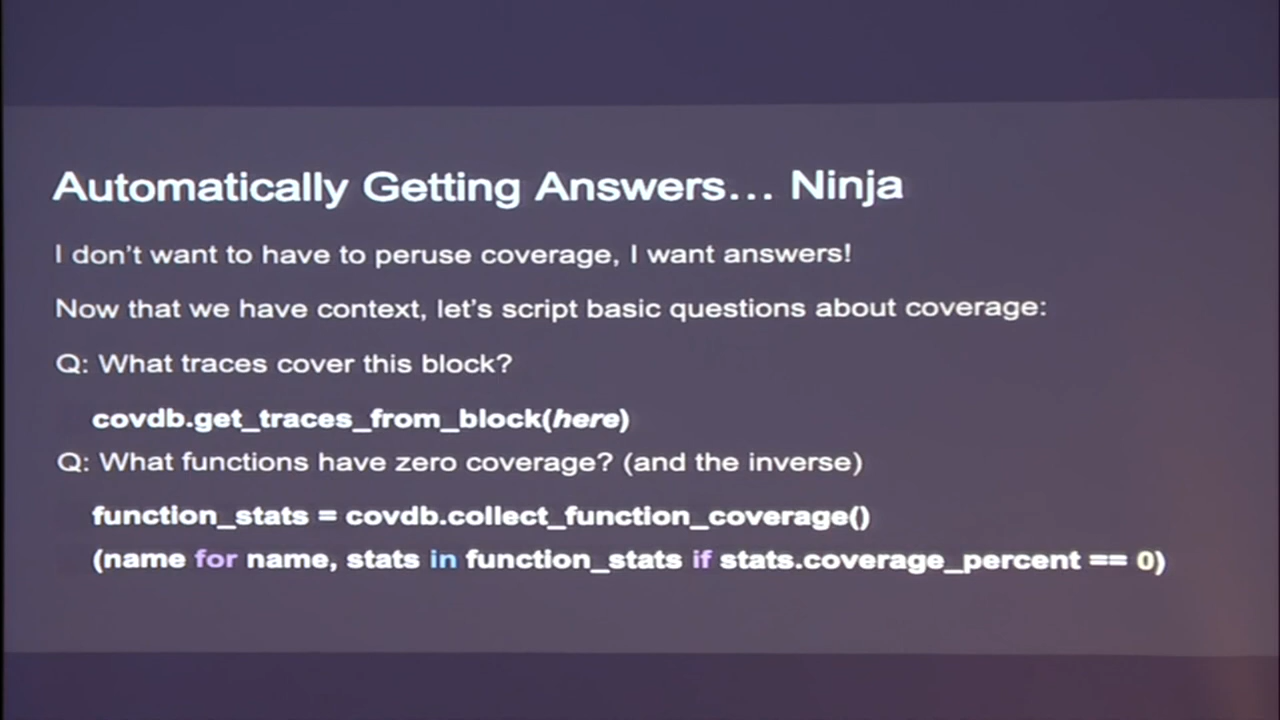 Automatically Getting Answers… Ninja
I don't want to have to peruse coverage, I want answers!
Now that we have context, let's script basic questions about coverage:
Q: What traces cover this block?
covdb.get_traces_from_block(here)
Q: What functions have zero coverage? (and the inverse)
function_stats = covdb.collect_function_coverage()
(name for name, stats in function_stats if stats.coverage_percent == 0)